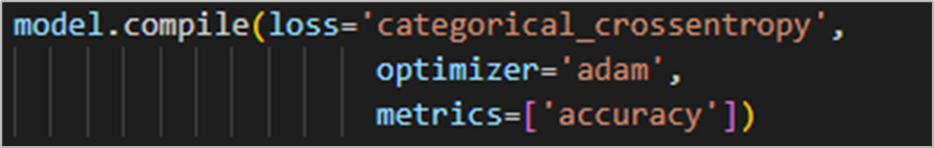 model.compile(loss='categorical_crossentropy',
optimizer='adam',
metrics=['accuracy'])